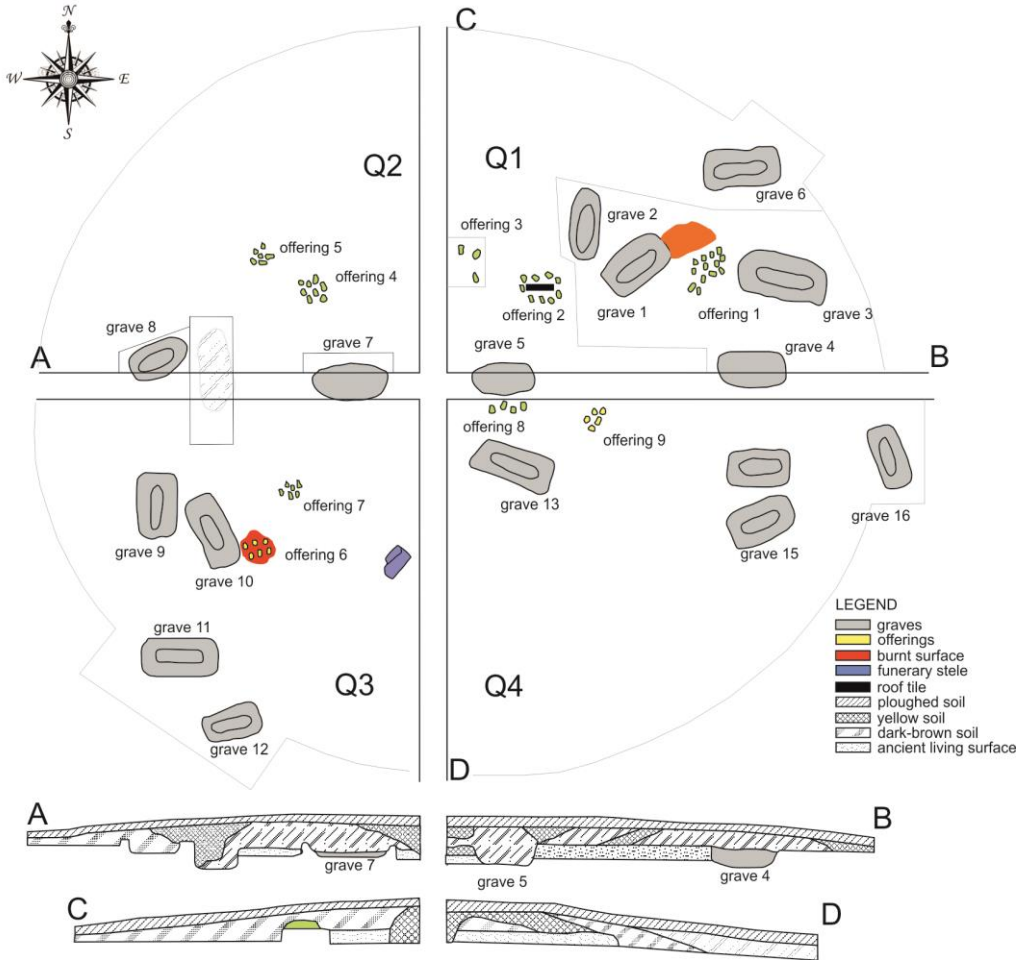 N
W
E
S
C
Q2
Q1
grave 6
grave 2
offering 3
offering 5
offering 4
offering 2
grave 1
offering 1
grave 3
grave 8
grave 7
grave 5
grave 4
A
B
offering 8
offering 9
grave 13
grave 16
grave 15
offering 7
grave 9
offering 6
grave 10
grave 11
grave 12
Q3
Q4
D
LEGEND
graves
offerings
burnt surface
funerary stele
roof tile
ploughed soil
yellow soil
dark-brown soil
ancient living surface
A
B
grave 7
grave 5
grave 4
C
D